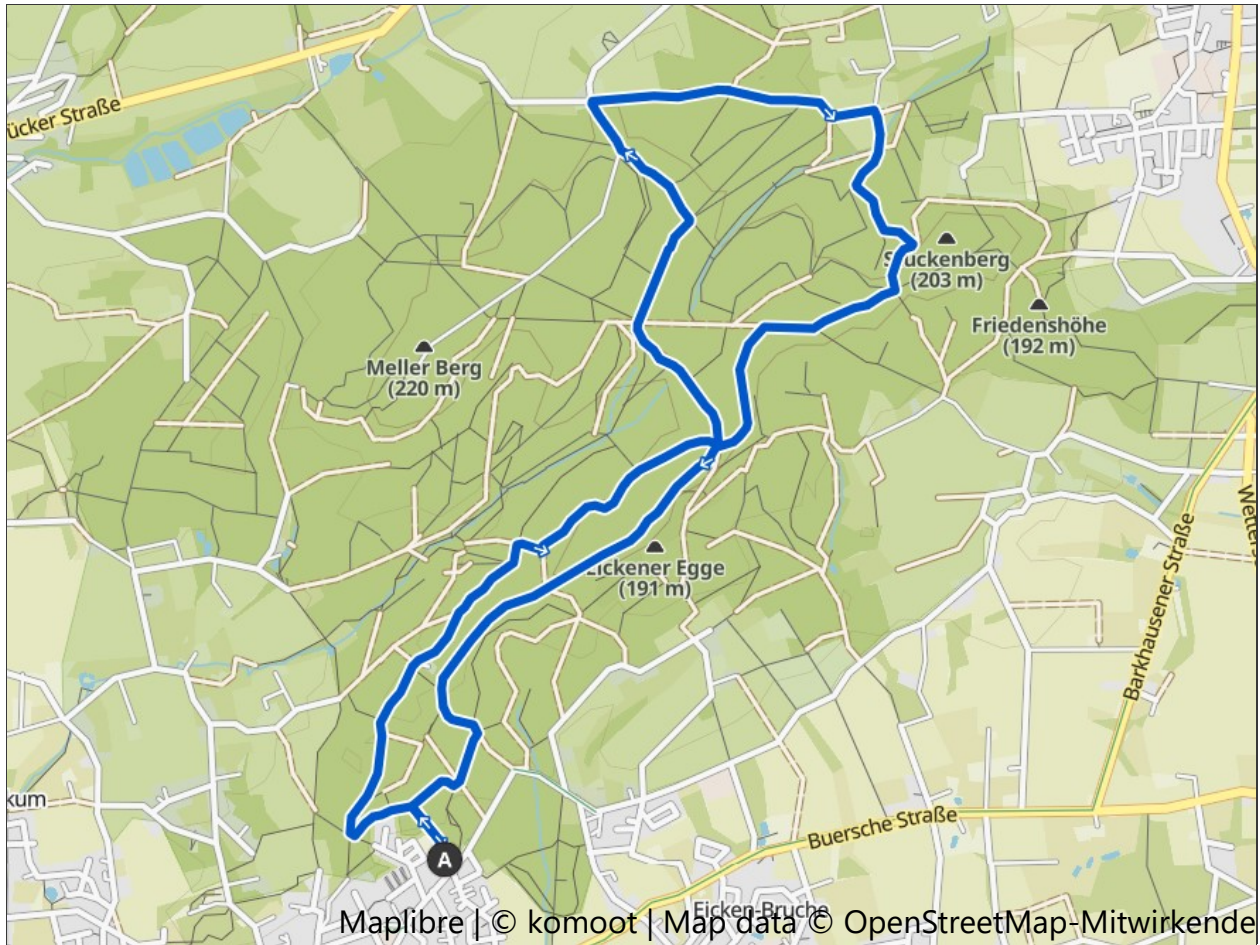 ücker Straße
Stuckenberg
(203 m)
Friedenshöhe
(192 m)
Meller Berg
(220 m)
Eickener Egge
(191 m)
Barkhausener Straße
Buersche Straße
kum
A
Eicken-Bruche
Maplibre | © komoot | Map data © OpenStreetMap-Mitwirkende